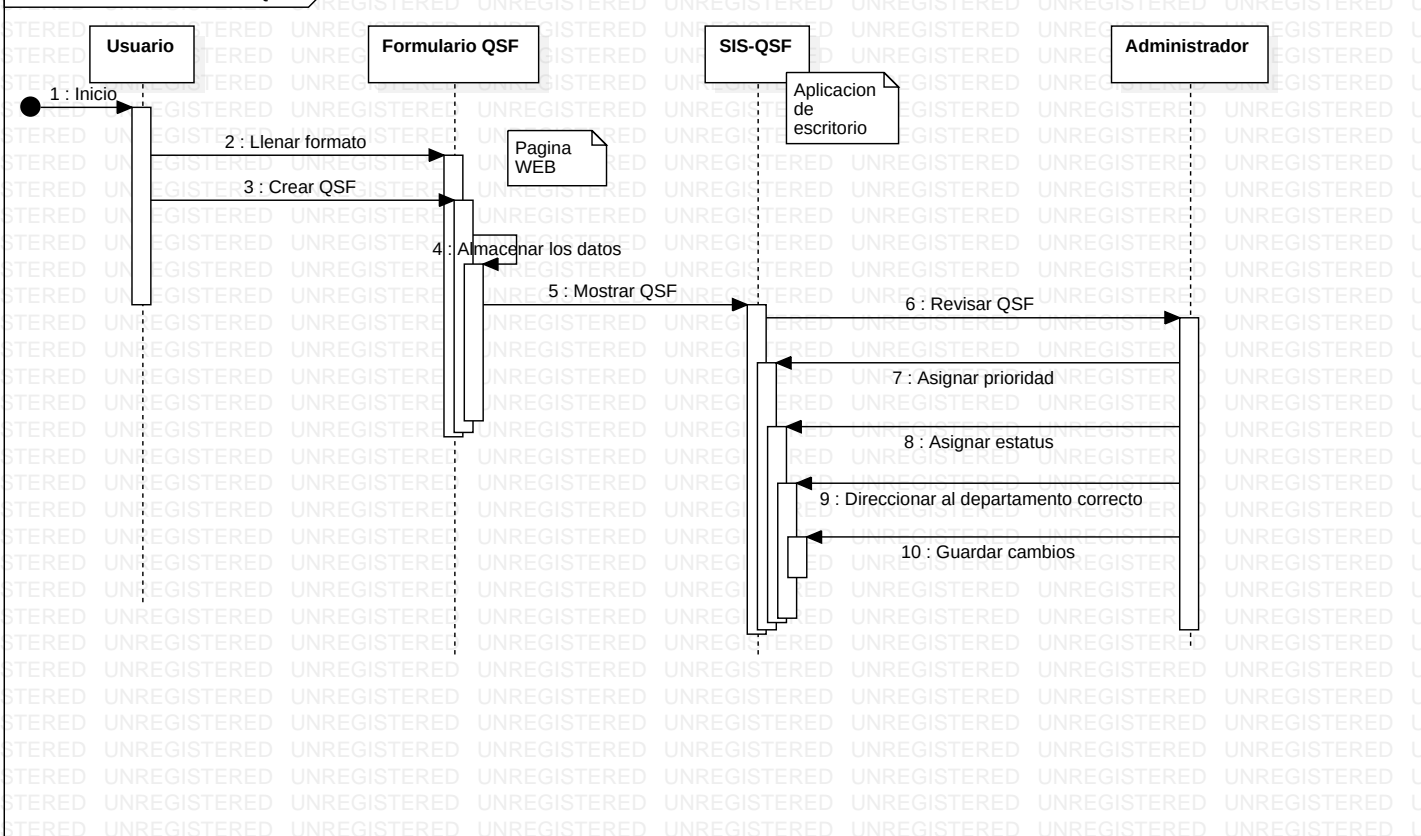 Usuario
Formulario QSF
SIS-QSF
Administrador
Aplicacion
de
escritorio
1 : Inicio
2 : Llenar formato
Pagina
WEB
3 : Crear QSF
4 : Almacenar los datos
5 : Mostrar QSF
6 : Revisar QSF
7 : Asignar prioridad
8 : Asignar estatus
9 : Direccionar al departamento correcto
10 : Guardar cambios
UNREGISTERED